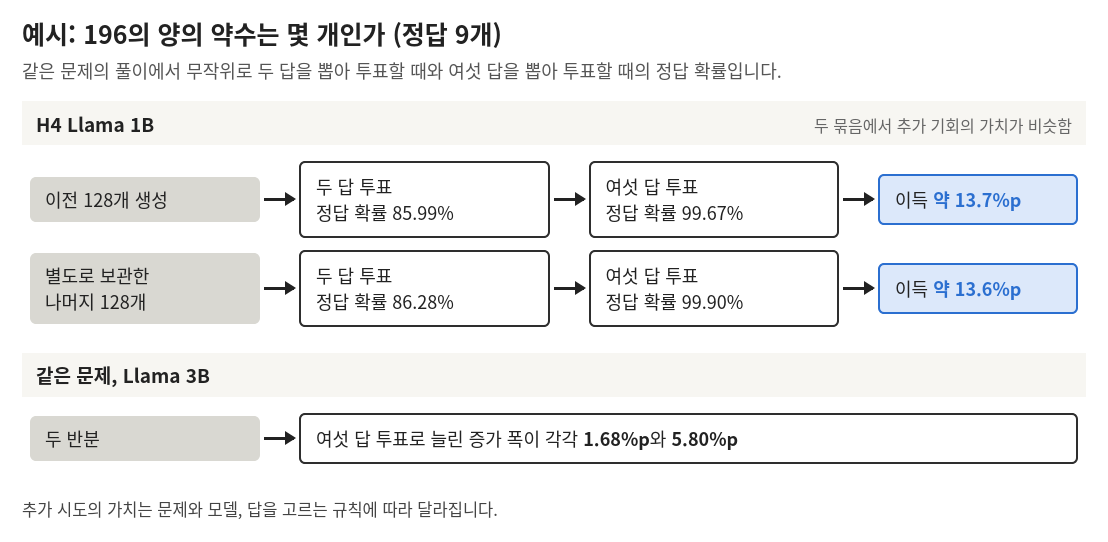 예시: 196의 양의 약수는 몇 개인가 (정답 9개)
같은 문제의 풀이에서 무작위로 두 답을 뽑아 투표할 때와 여섯 답을 뽑아 투표할 때의 정답 확률입니다.
H4 Llama 1B
두 묶음에서 추가 기회의 가치가 비슷함
이전 128개 생성
두 답 투표
정답 확률 85.99%
여섯 답 투표
정답 확률 99.67%
이득 약 13.7%p
별도로 보관한
나머지 128개
두 답 투표
정답 확률 86.28%
여섯 답 투표
정답 확률 99.90%
이득 약 13.6%p
같은 문제, Llama 3B
두 반분
여섯 답 투표로 늘린 증가 폭이 각각 1.68%p와 5.80%p
추가 시도의 가치는 문제와 모델, 답을 고르는 규칙에 따라 달라집니다.